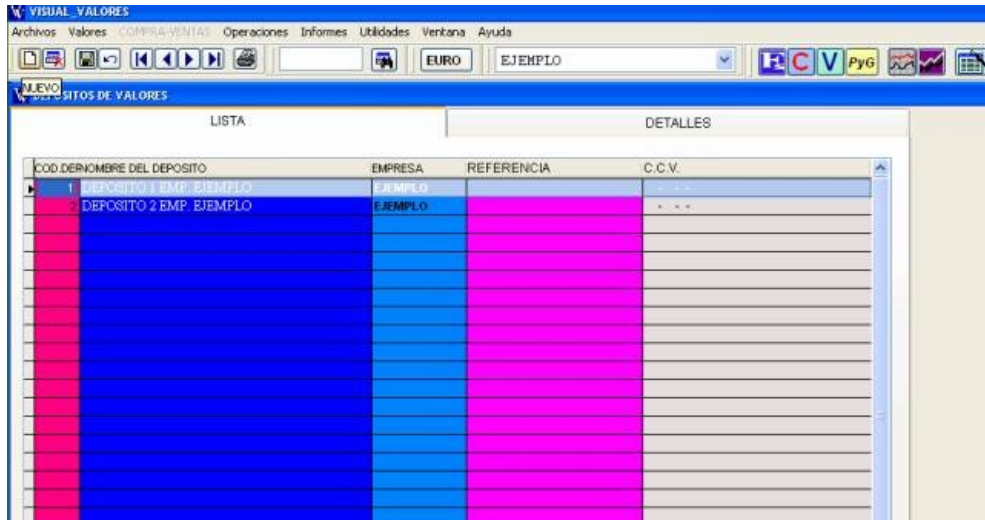 VISUAL_VALORES
Archivos Valores COMPRA-VENTAS Operaciones Informes Utilidades Ventana Ayuda
EURO EJEMPLO C V PyG
NUEVO
SITOS DE VALORES
LISTA DETALLES
COD.DEP NOMBRE DEL DEPOSITO EMPRESA REFERENCIA C.C.V.
1 DEPOSITO 1 EMP. EJEMPLO EJEMPLO - - -
2 DEPOSITO 2 EMP. EJEMPLO EJEMPLO - - -